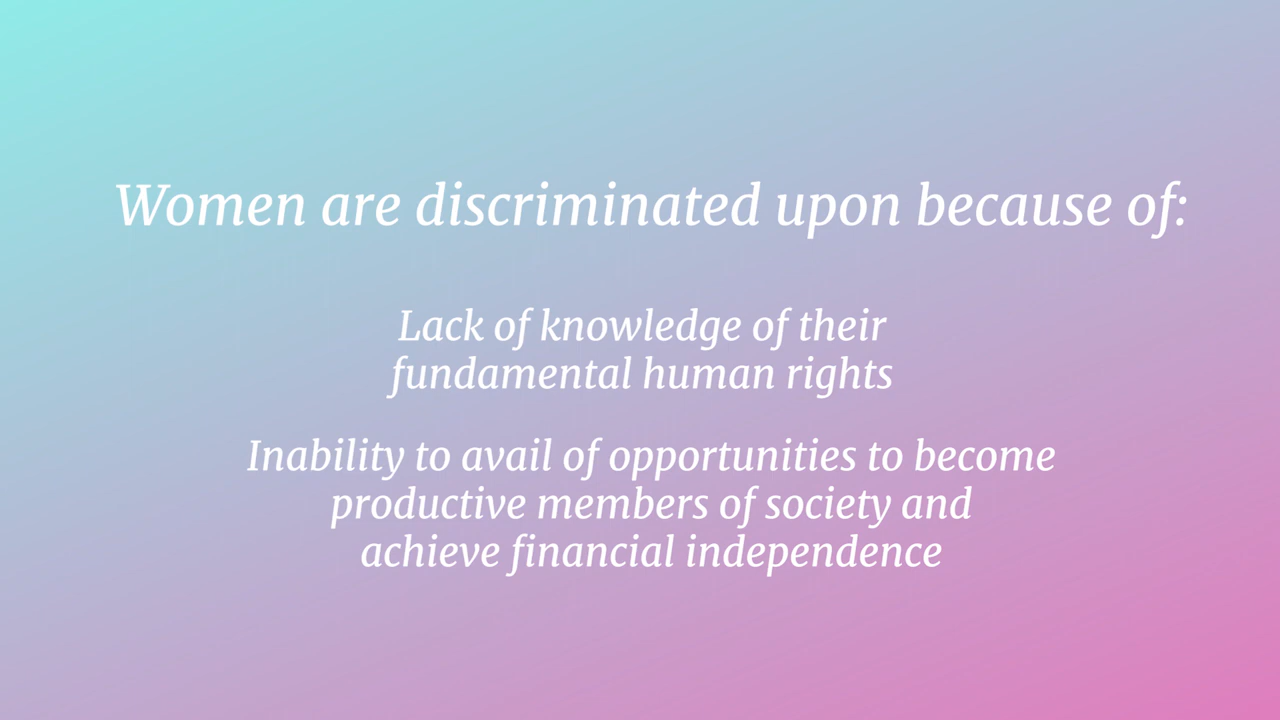 Women are discriminated upon because of:
Lack of knowledge of their
fundamental human rights
Inability to avail of opportunities to become
productive members of society and
achieve financial independence